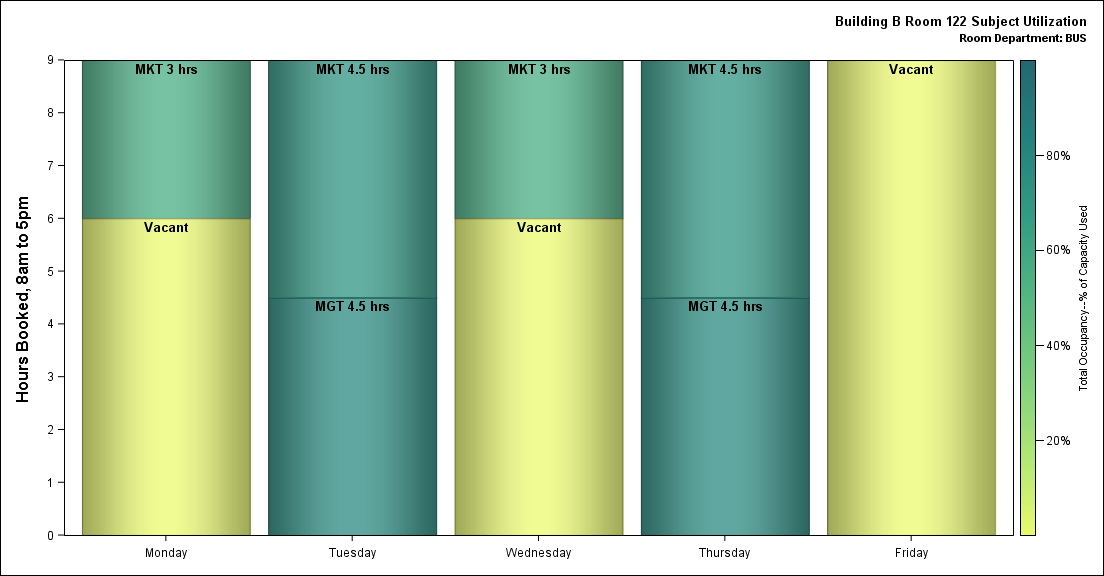 Building B Room 122 Subject Utilization
Room Department: BUS
Hours Booked, 8am to 5pm
9
8
7
6
5
4
3
2
1
0
MKT 3 hrs
Vacant
MKT 4.5 hrs
MGT 4.5 hrs
MKT 3 hrs
Vacant
MKT 4.5 hrs
MGT 4.5 hrs
Vacant
Monday
Tuesday
Wednesday
Thursday
Friday
80%
60%
40%
20%
Total Occupancy--% of Capacity Used